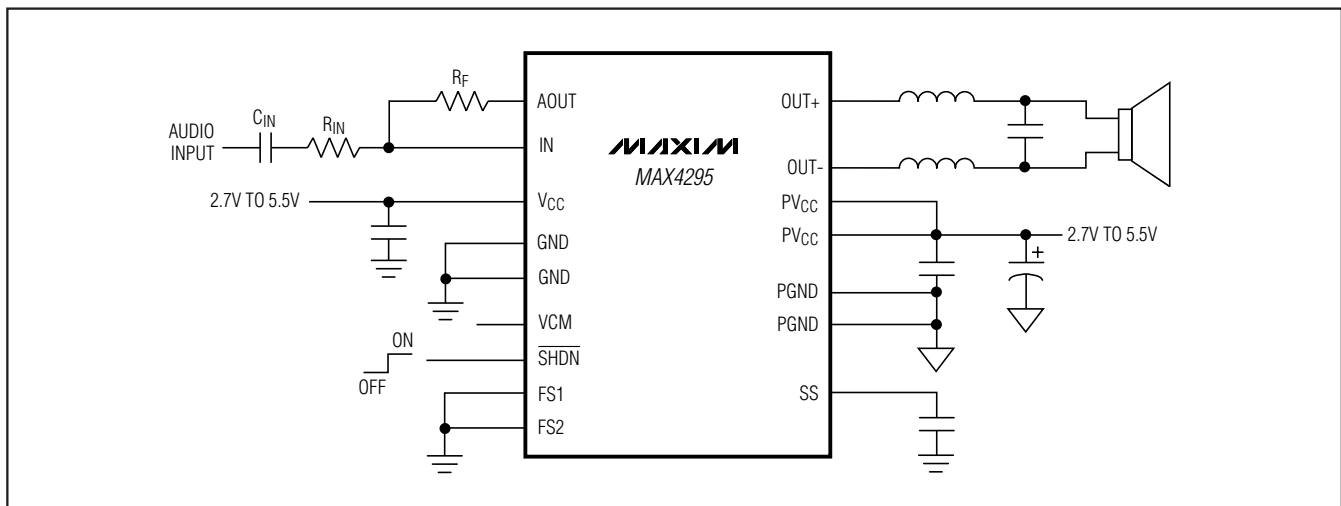 RF
AOUT
AUDIO
INPUT
CIN
RIN
IN
2.7V TO 5.5V
VCC
GND
GND
VCM
ON
OFF
SHDN
FS1
FS2
MAXIM
MAX4295
OUT+
OUT-
PVCC
PVCC
2.7V TO 5.5V
+
PGND
PGND
SS